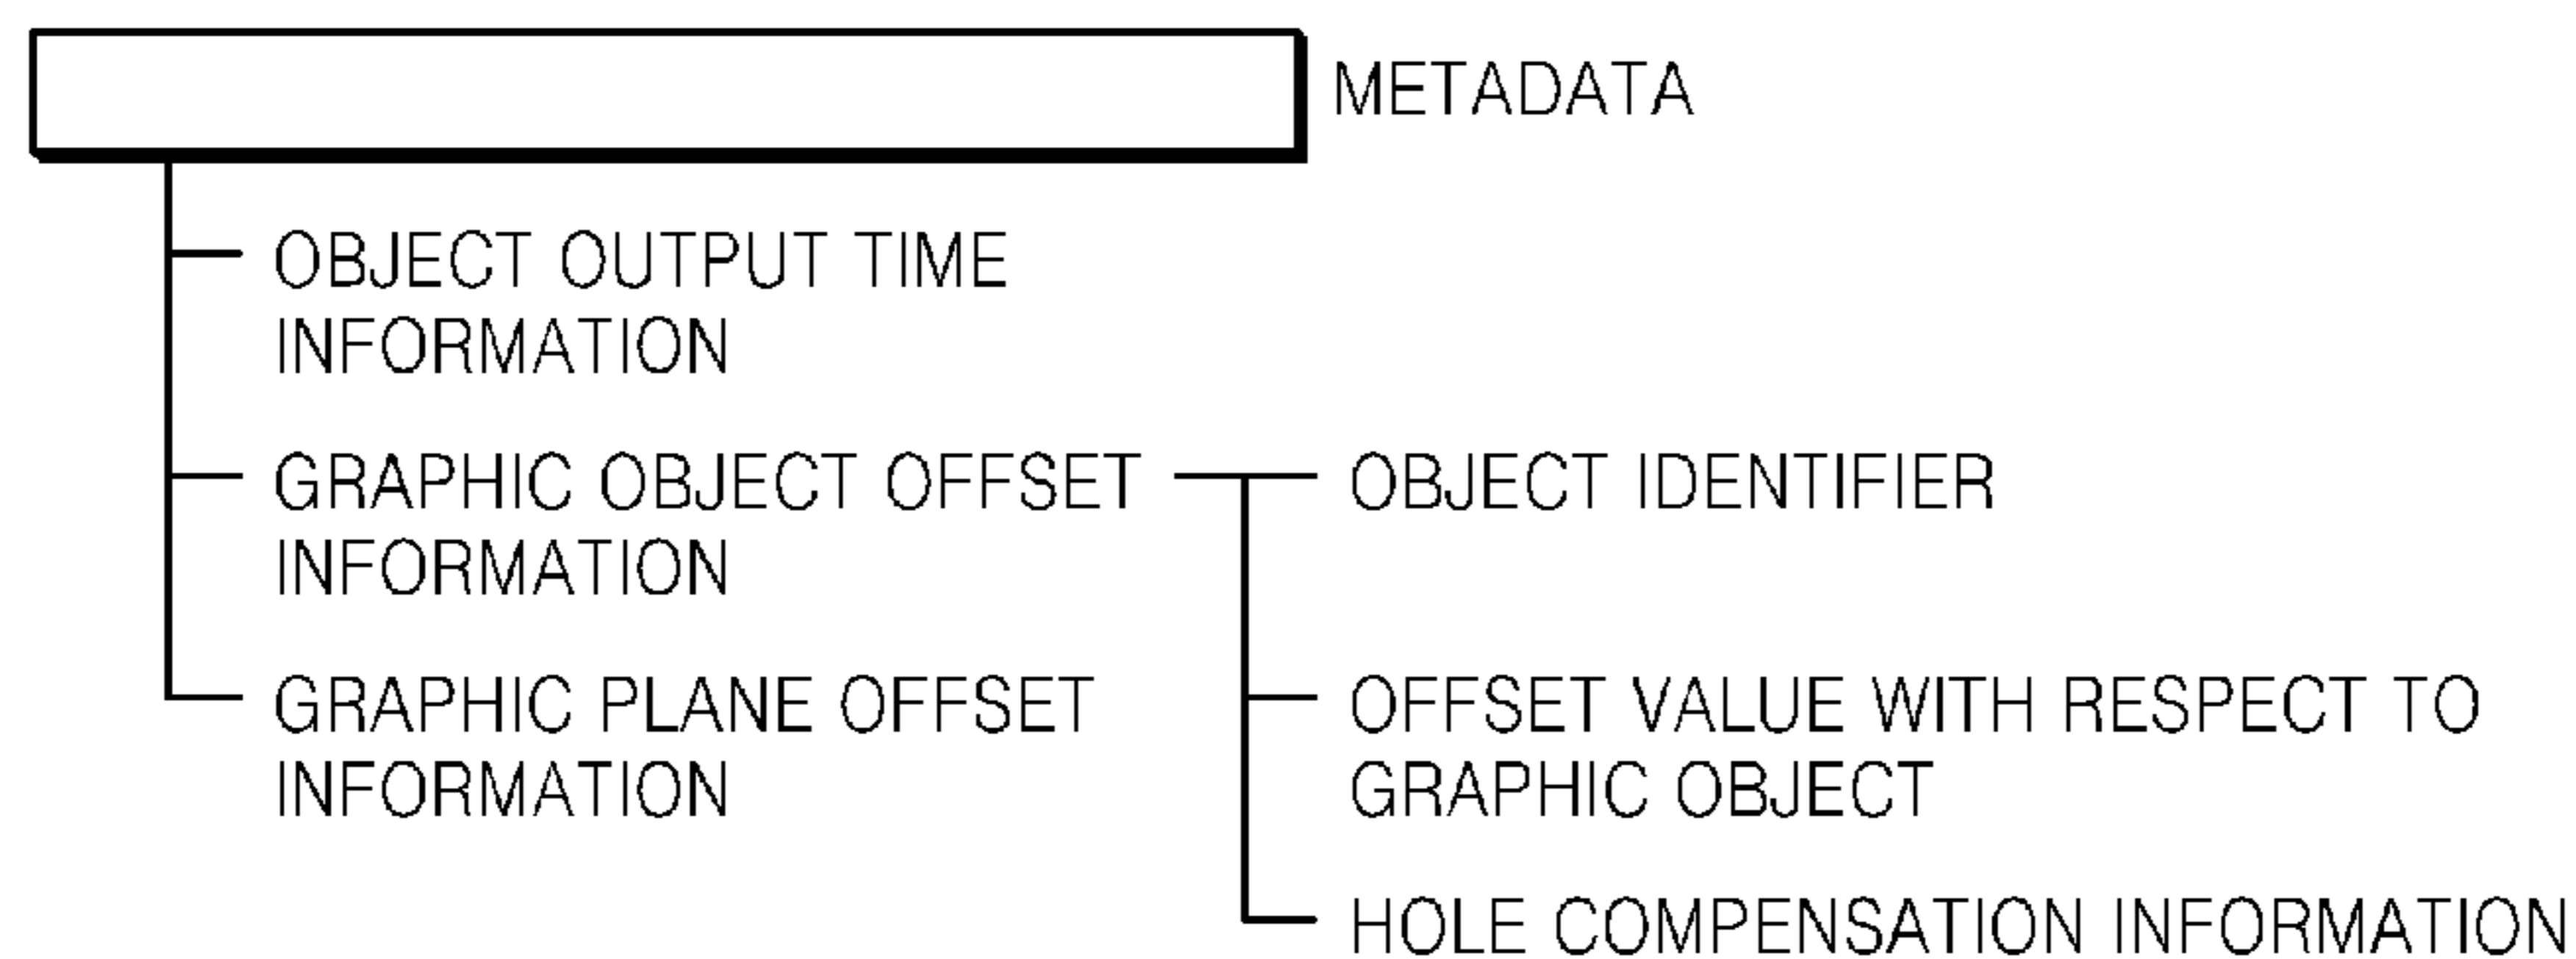 METADATA
OBJECT OUTPUT TIME
INFORMATION
GRAPHIC OBJECT OFFSET
INFORMATION
GRAPHIC PLANE OFFSET
INFORMATION
OBJECT IDENTIFIER
OFFSET VALUE WITH RESPECT TO
GRAPHIC OBJECT
HOLE COMPENSATION INFORMATION